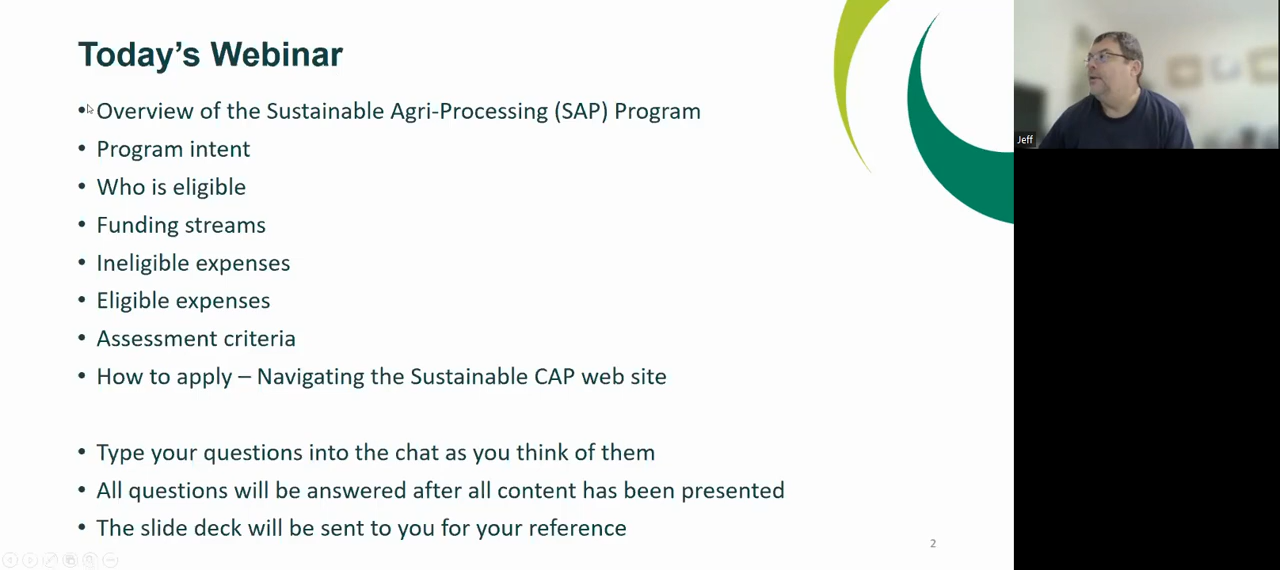 Today’s Webinar
• Overview of the Sustainable Agri-Processing (SAP) Program
• Program intent
• Who is eligible
• Funding streams
• Ineligible expenses
• Eligible expenses
• Assessment criteria
• How to apply – Navigating the Sustainable CAP web site
• Type your questions into the chat as you think of them
• All questions will be answered after all content has been presented
• The slide deck will be sent to you for your reference
2
Jeff